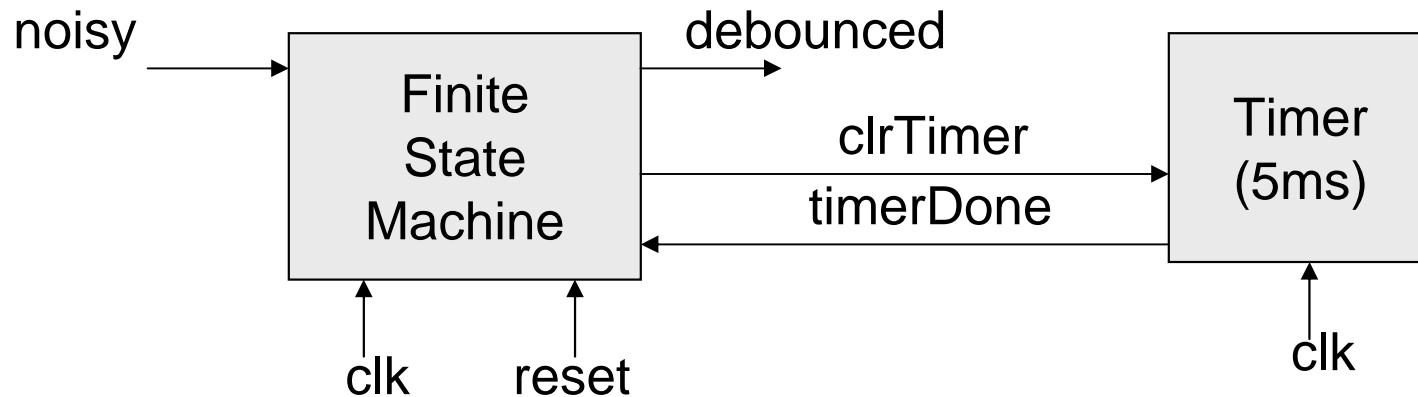 noisy
debounced
Finite
State
Machine
clrTimer
timerDone
Timer
(5ms)
clk
reset
clk